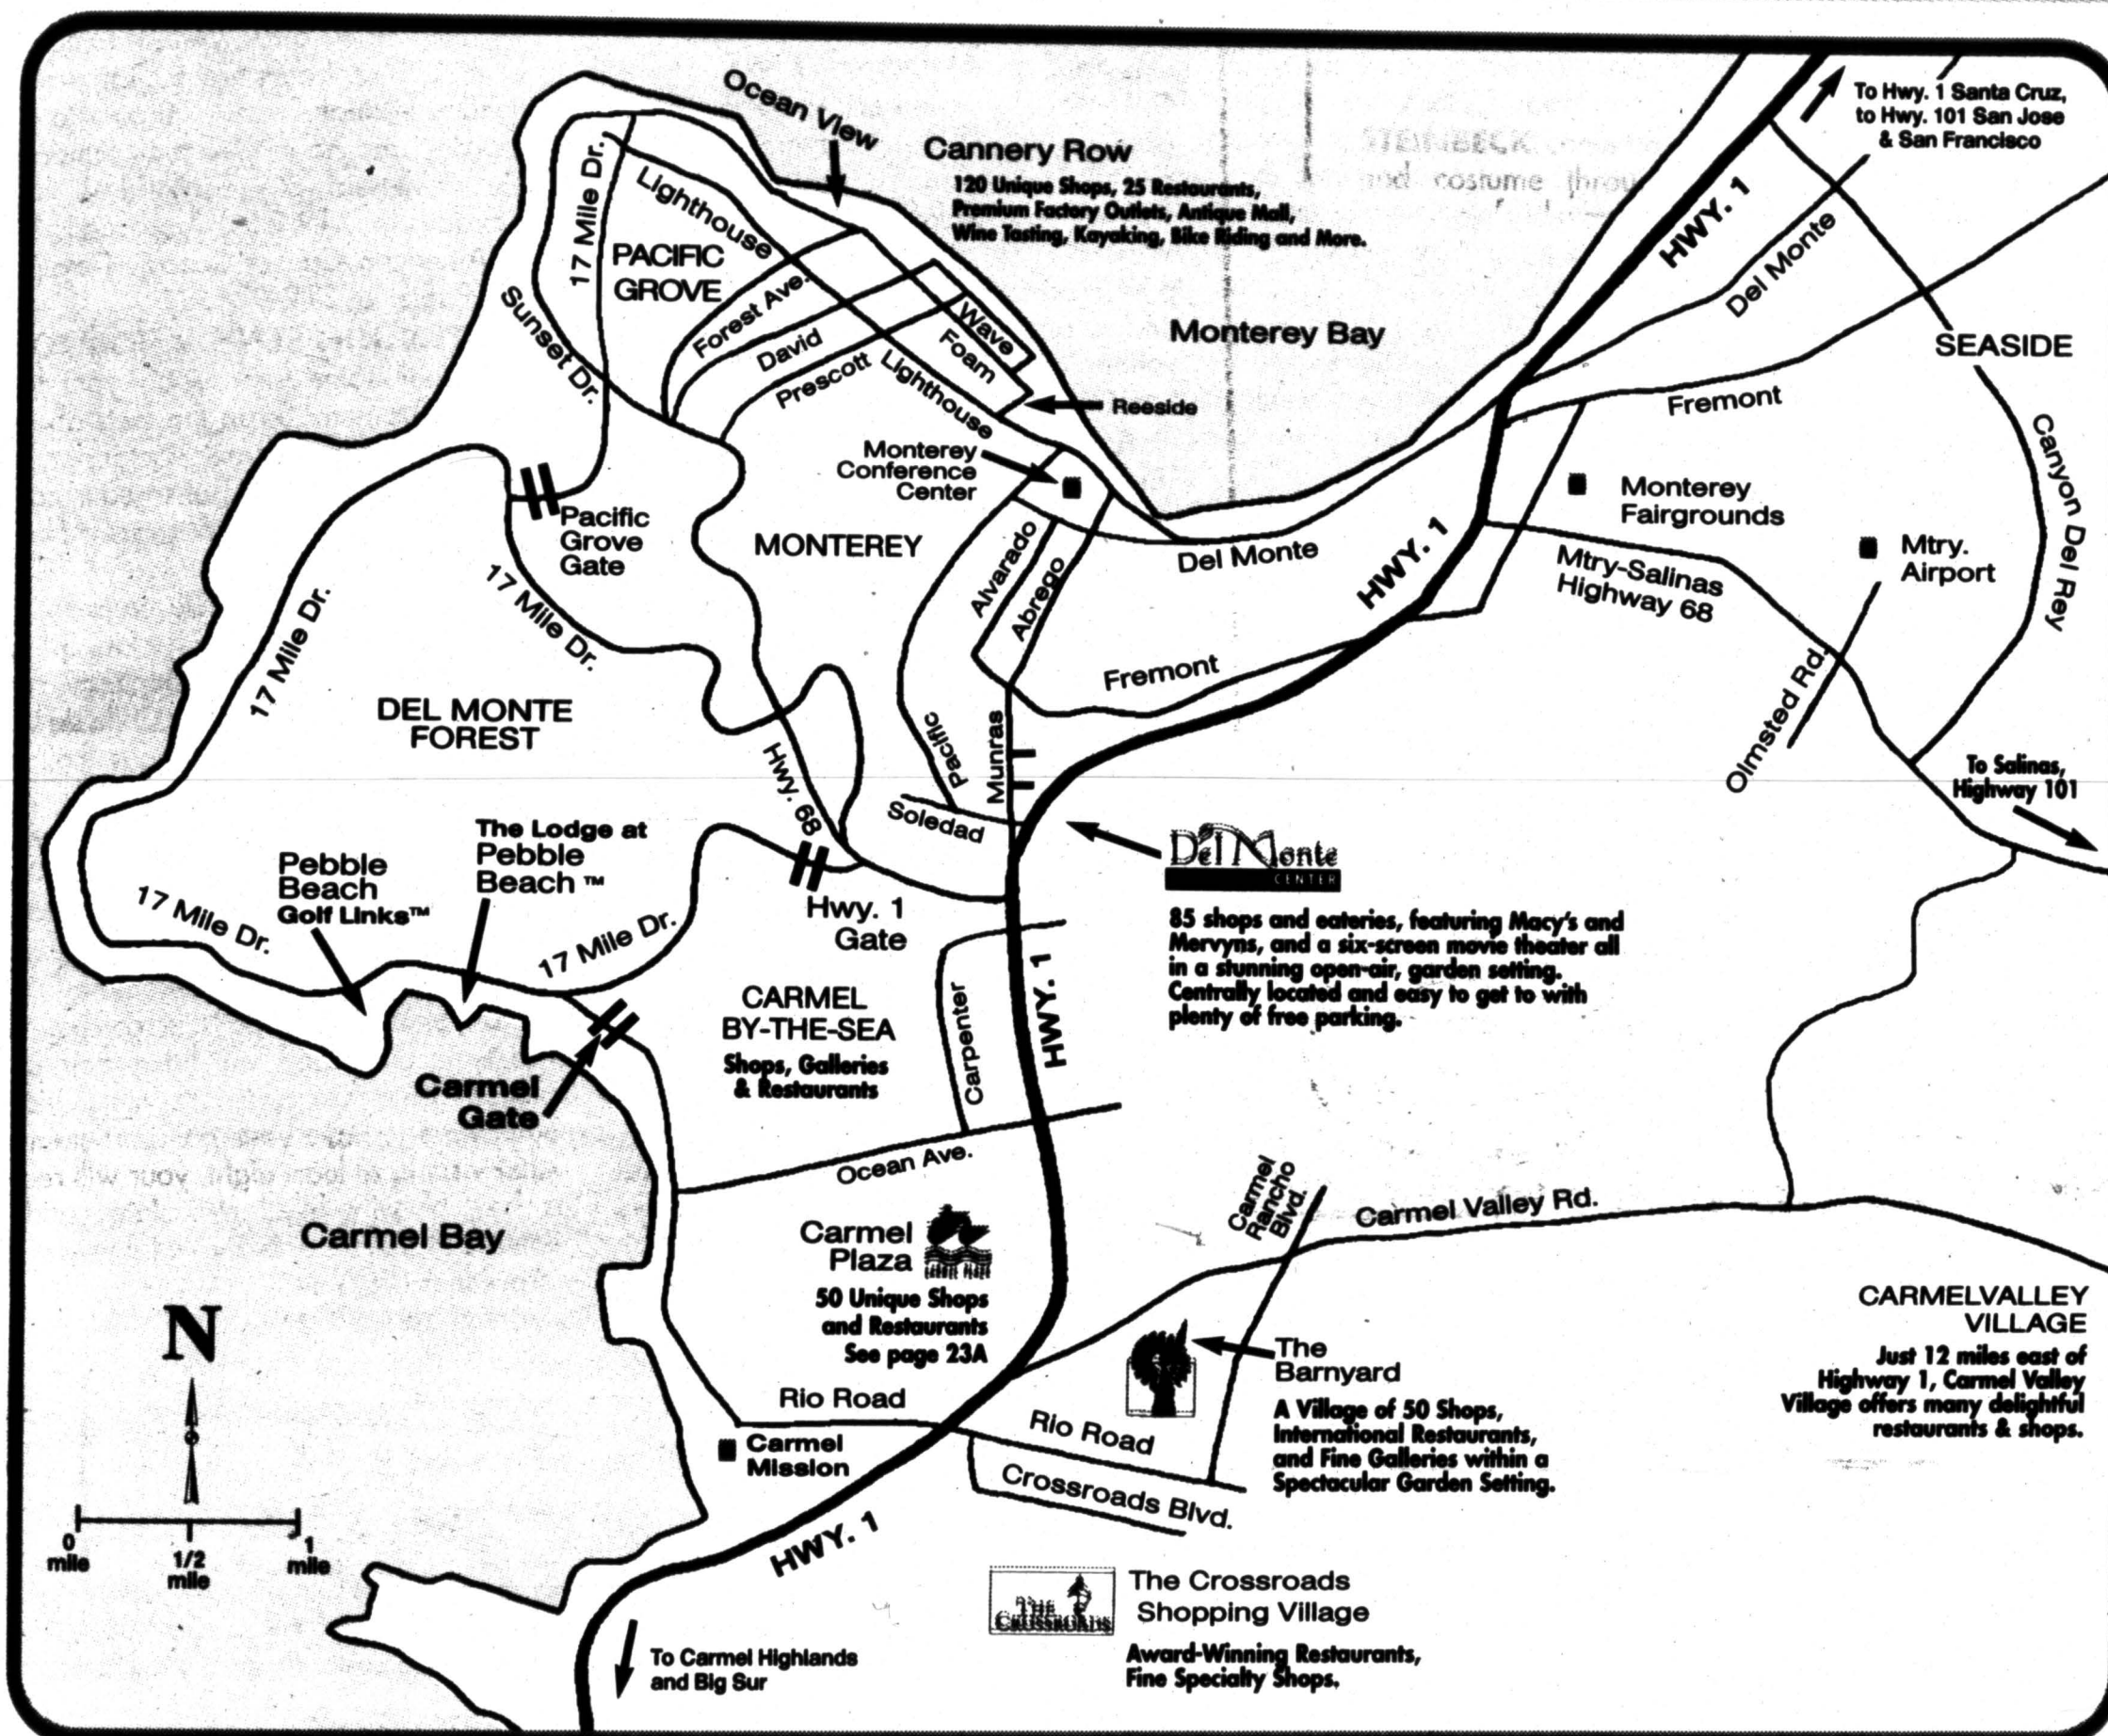 Ocean View
To Hwy. 1 Santa Cruz,
to Hwy. 101 San Jose
& San Francisco
Cannery Row
120 Unique Shops, 25 Restaurants,
Premium Factory Outlets, Antique Mall,
Wine Tasting, Kayaking, Bike Riding and More.
STEINBECK
and costume
HWY. 1
Del Monte
17 Mile Dr.
Lighthouse
PACIFIC
GROVE
Forest Ave.
Sunset Dr.
David
Prescott
Lighthouse
Wave
Foam
Reeside
Monterey Bay
SEASIDE
Fremont
Canyon Del Rey
Monterey
Conference
Center
Monterey
Fairgrounds
Mtry.
Airport
Pacific
Grove
Gate
MONTEREY
Alvarado
Abrego
Del Monte
HWY. 1
Mtry-Salinas
Highway 68
17 Mile Dr.
17 Mile Dr.
Fremont
Olmsted Rd.
DEL MONTE
FOREST
Hwy. 68
Pacific
Munras
Soledad
To Salinas,
Highway 101
Del Monte
CENTER
85 shops and eateries, featuring Macy's and
Mervyns, and a six-screen movie theater all
in a stunning open-air, garden setting.
Centrally located and easy to get to with
plenty of free parking.
The Lodge at
Pebble
Beach ™
Pebble
Beach
Golf Links™
17 Mile Dr.
17 Mile Dr.
Hwy. 1
Gate
CARMEL
BY-THE-SEA
Shops, Galleries
& Restaurants
Carpenter
HWY. 1
Carmel
Gate
Ocean Ave.
Carmel Bay
Carmel
Plaza
50 Unique Shops
and Restaurants
See page 23A
Carmel
Rancho
Blvd.
Carmel Valley Rd.
CARMELVALLEY
VILLAGE
Just 12 miles east of
Highway 1, Carmel Valley
Village offers many delightful
restaurants & shops.
The
Barnyard
A Village of 50 Shops,
International Restaurants,
and Fine Galleries within a
Spectacular Garden Setting.
Rio Road
Rio Road
Carmel
Mission
Crossroads Blvd.
HWY. 1
N
0
mile
1/2
mile
1
mile
THE
CROSSROADS
The Crossroads
Shopping Village
Award-Winning Restaurants,
Fine Specialty Shops.
To Carmel Highlands
and Big Sur